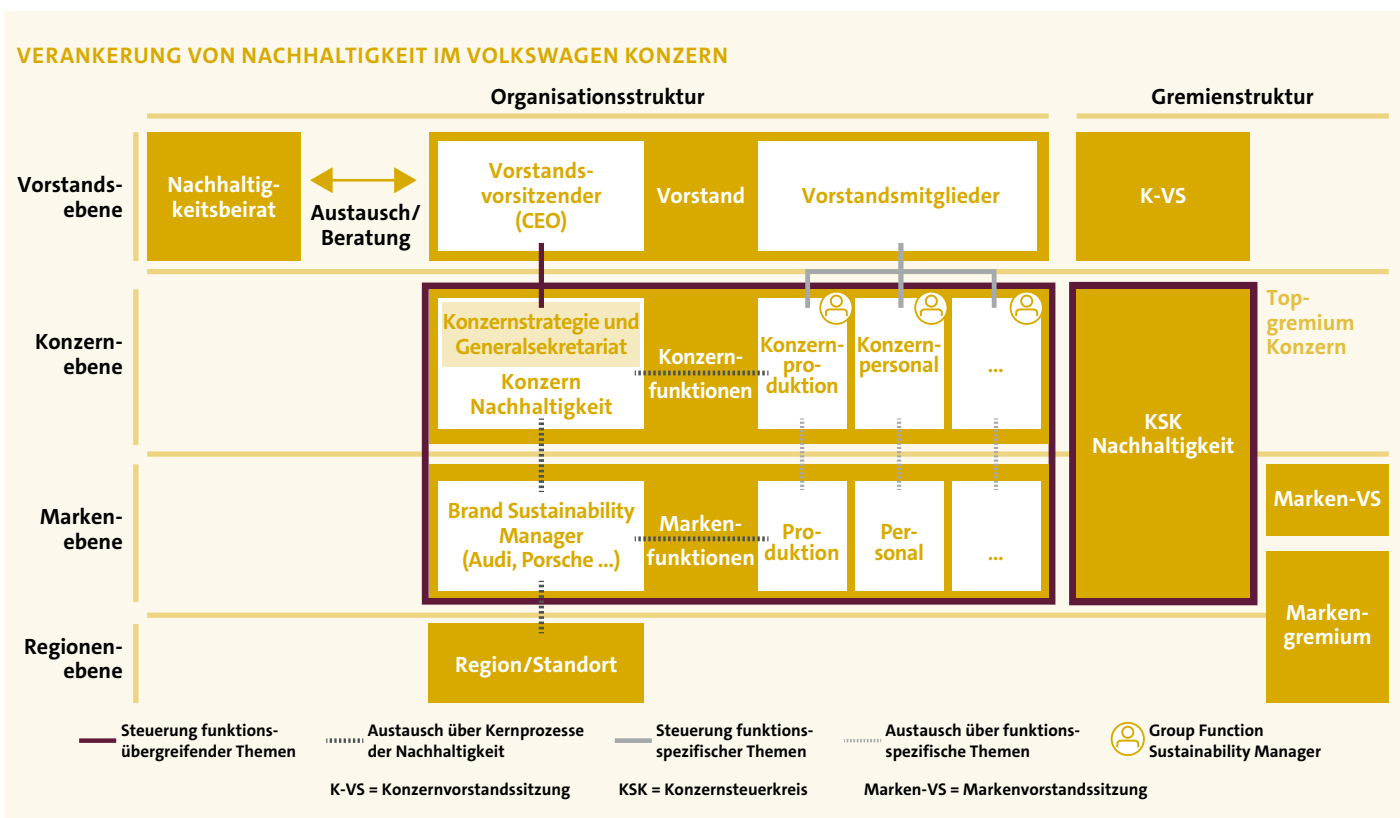 VERANKERUNG VON NACHHALTIGKEIT IM VOLKSWAGEN KONZERN
Organisationsstruktur
Gremienstruktur
Vorstands-
ebene
Nachhaltig-
keitsbeirat
Austausch/
Beratung
Vorstands-
vorsitzender
(CEO)
Vorstand
Vorstandsmitglieder
K-VS
Konzern-
ebene
Konzernstrategie und
Generalsekretariat
Konzern
Nachhaltigkeit
Konzern-
funktionen
Konzern-
pro-
duktion
Konzern-
personal
...
KSK
Nachhaltigkeit
Top-
gremium
Konzern
Marken-
ebene
Brand Sustainability
Manager
(Audi, Porsche ...)
Marken-
funktionen
Pro-
duktion
Per-
sonal
...
Marken-VS
Marken-
gremium
Regionen-
ebene
Region/Standort
Steuerung funktions-
übergreifender Themen
Austausch über Kernprozesse
der Nachhaltigkeit
Steuerung funktions-
spezifischer Themen
Austausch über funktions-
spezifische Themen
Group Function
Sustainability Manager
K-VS = Konzernvorstandssitzung
KSK = Konzernsteuerkreis
Marken-VS = Markenvorstandssitzung